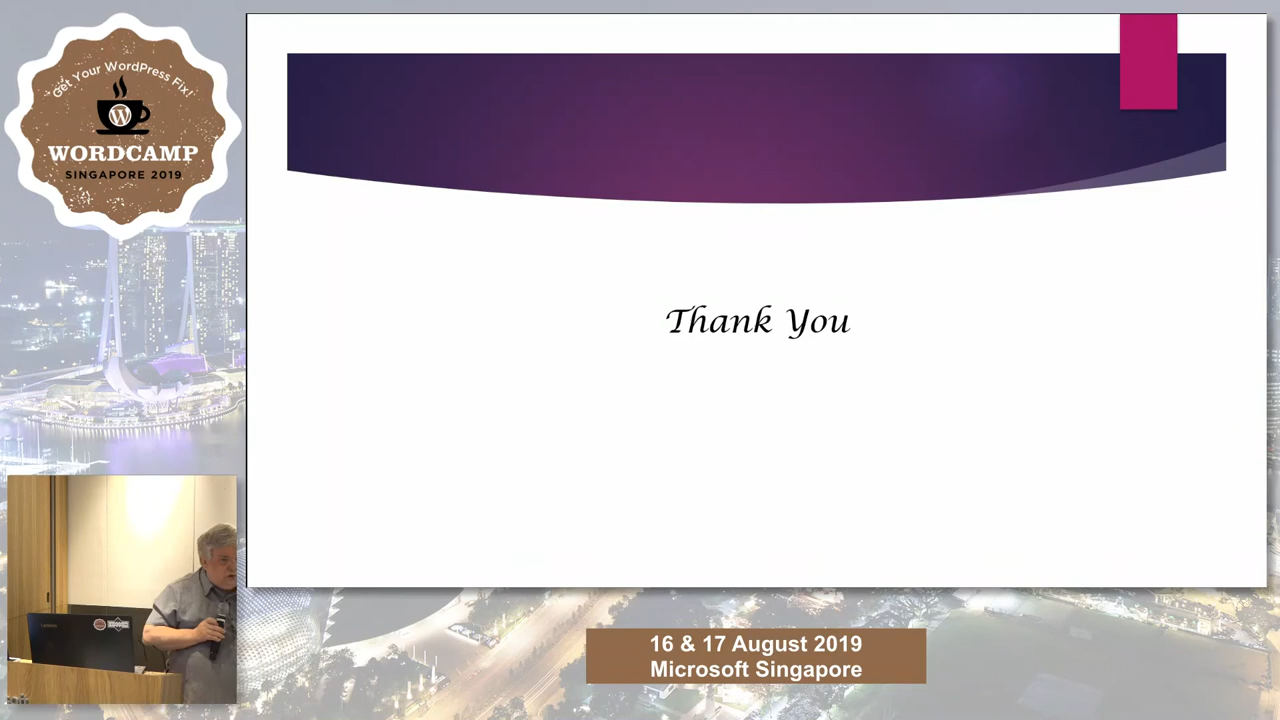 Get Your WordPress Fix!
WORDCAMP
SINGAPORE 2019
Thank You
16 & 17 August 2019
Microsoft Singapore